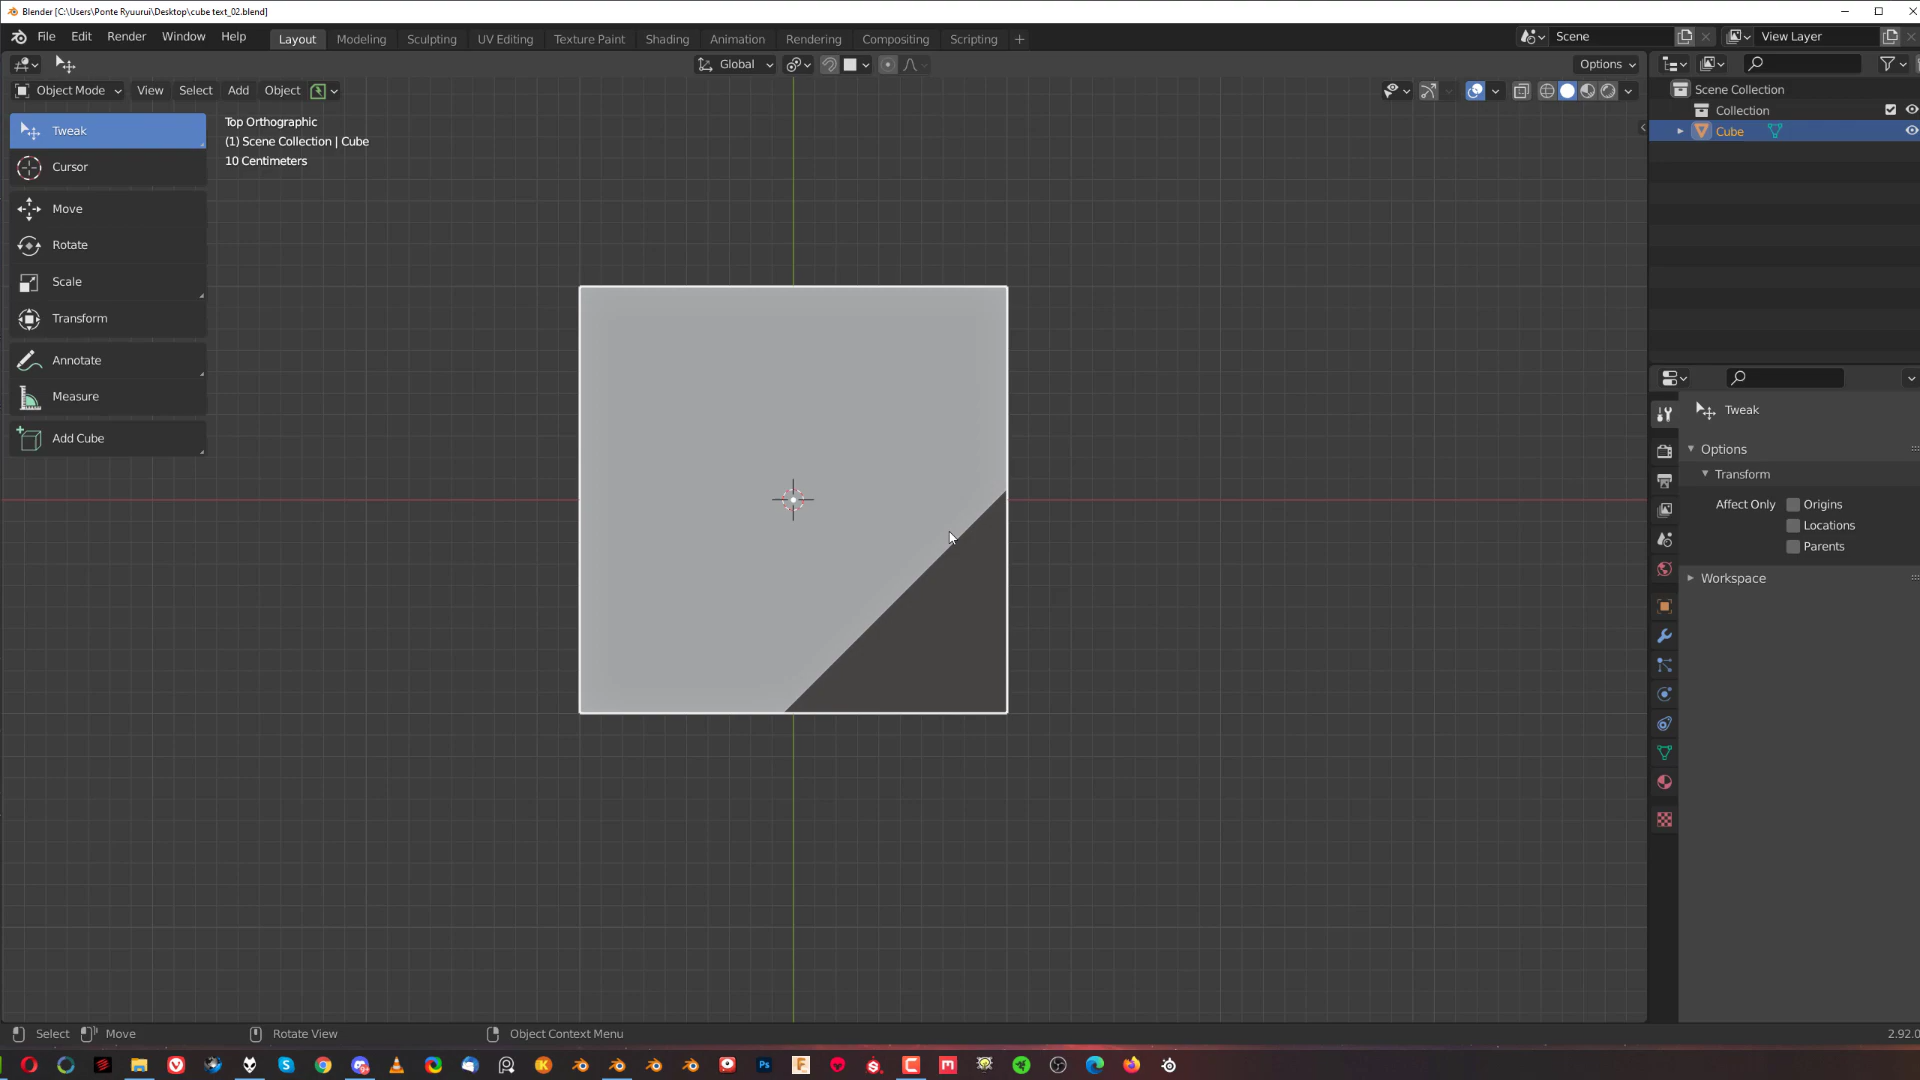 Blender [C:\Users\Ponte Ryuurui\Desktop\cube text_02.blend]
File Edit Render Window Help Layout Modeling Sculpting UV Editing Texture Paint Shading Animation Rendering Compositing Scripting + Scene View Layer
Global Options
Object Mode View Select Add Object
Scene Collection
Collection
Cube
Tweak
Cursor
Move
Rotate
Scale
Transform
Annotate
Measure
Add Cube
Top Orthographic
(1) Scene Collection | Cube
10 Centimeters
Tweak
Options
Transform
Affect Only Origins
Locations
Parents
Workspace
Select Move Rotate View Object Context Menu 2.92.0
Ps